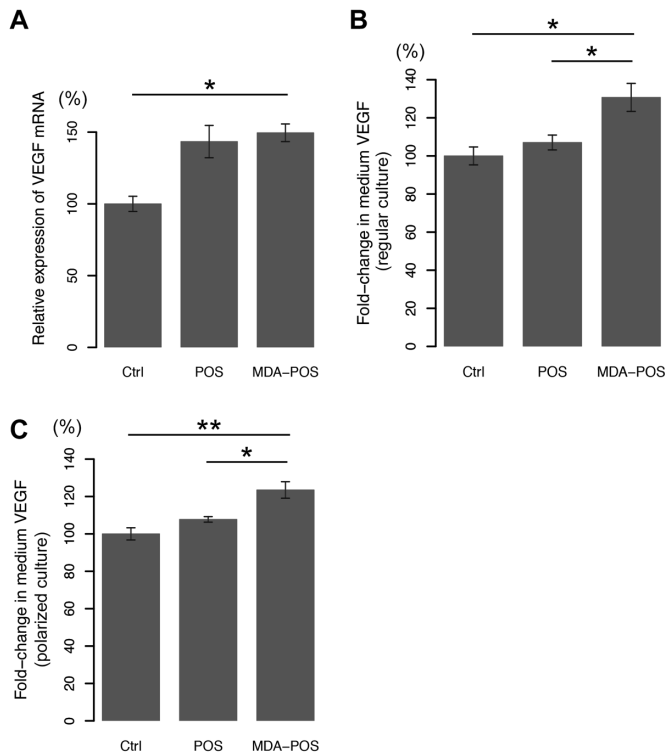 A
(%)
*
Relative expression of VEGF mRNA
0
50
100
150
Ctrl
POS
MDA−POS
B
(%)
*
*
Fold−change in medium VEGF
(regular culture)
0
20
40
60
80
100
120
140
Ctrl
POS
MDA−POS
C
(%)
**
*
Fold−change in medium VEGF
(polarized culture)
0
20
40
60
80
100
120
140
Ctrl
POS
MDA−POS